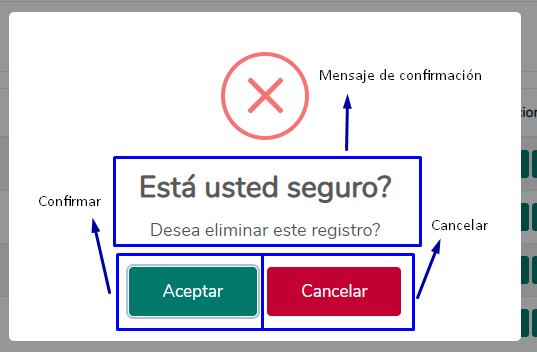 Mensaje de confirmación
Está usted seguro?
Confirmar
Desea eliminar este registro?
Cancelar
Aceptar
Cancelar